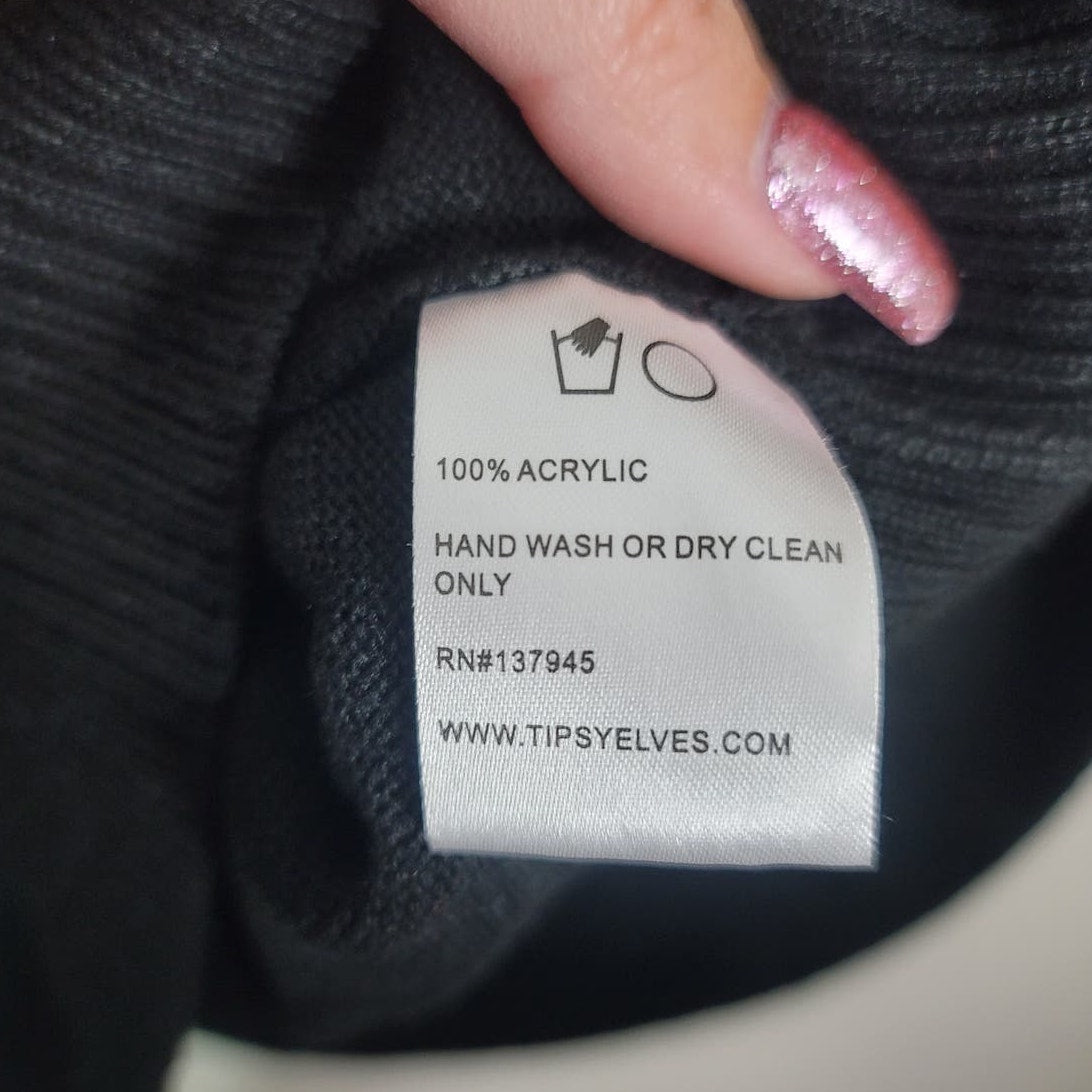 100% ACRYLIC
HAND WASH OR DRY CLEAN
ONLY
RN#137945
WWW.TIPSYELVES.COM